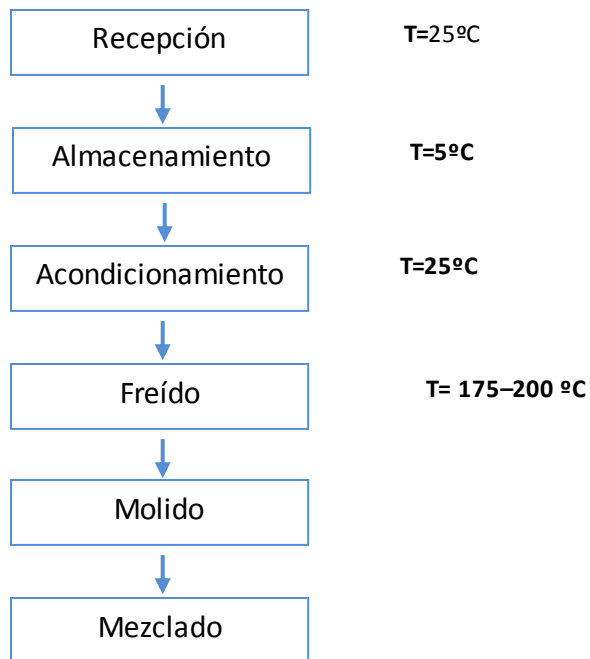 Recepción T=25ºC
Almacenamiento T=5ºC
Acondicionamiento T=25ºC
Freído T= 175–200 ºC
Molido
Mezclado